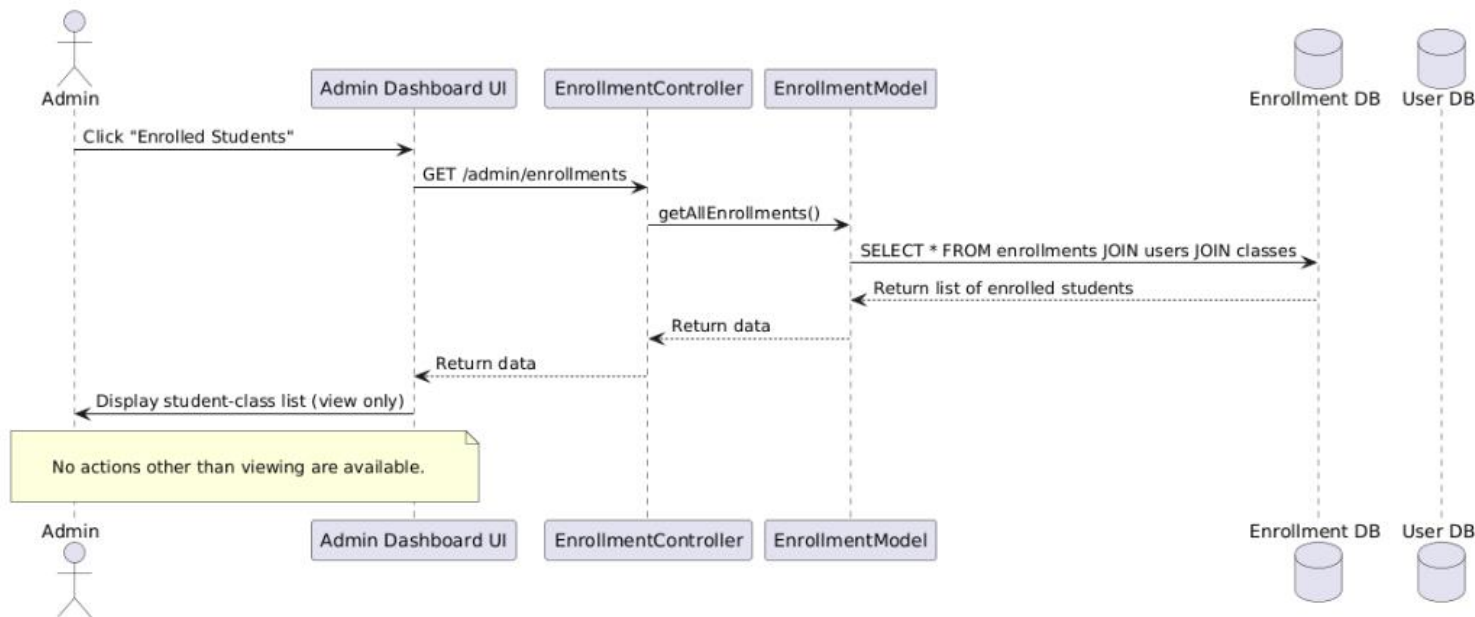 Admin
Admin Dashboard UI
EnrollmentController
EnrollmentModel
Enrollment DB
User DB
Click "Enrolled Students"
GET /admin/enrollments
getAllEnrollments()
SELECT * FROM enrollments JOIN users JOIN classes
Return list of enrolled students
Return data
Return data
Display student-class list (view only)
No actions other than viewing are available.
Admin
Admin Dashboard UI
EnrollmentController
EnrollmentModel
Enrollment DB
User DB